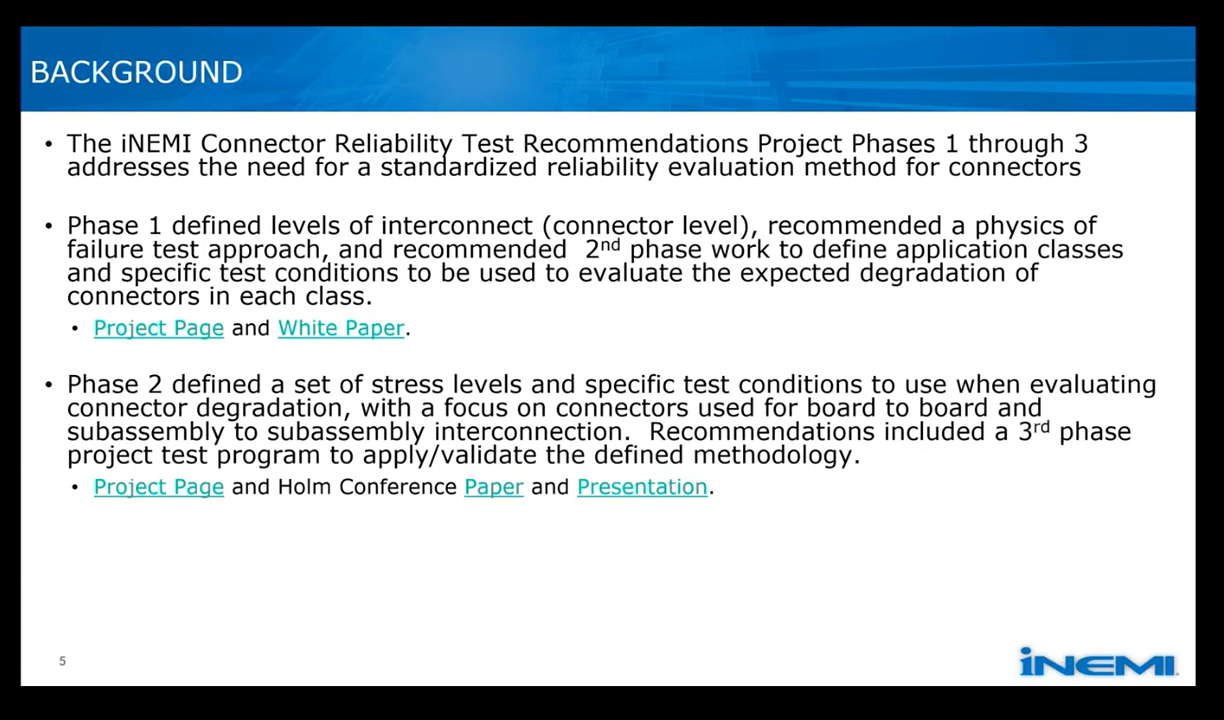 BACKGROUND
• The iNEMI Connector Reliability Test Recommendations Project Phases 1 through 3
addresses the need for a standardized reliability evaluation method for connectors
• Phase 1 defined levels of interconnect (connector level), recommended a physics of
failure test approach, and recommended  2nd phase work to define application classes
and specific test conditions to be used to evaluate the expected degradation of
connectors in each class.
• Project Page and White Paper.
• Phase 2 defined a set of stress levels and specific test conditions to use when evaluating
connector degradation, with a focus on connectors used for board to board and
subassembly to subassembly interconnection.  Recommendations included a 3rd phase
project test program to apply/validate the defined methodology.
• Project Page and Holm Conference Paper and Presentation.
5
iNEMI